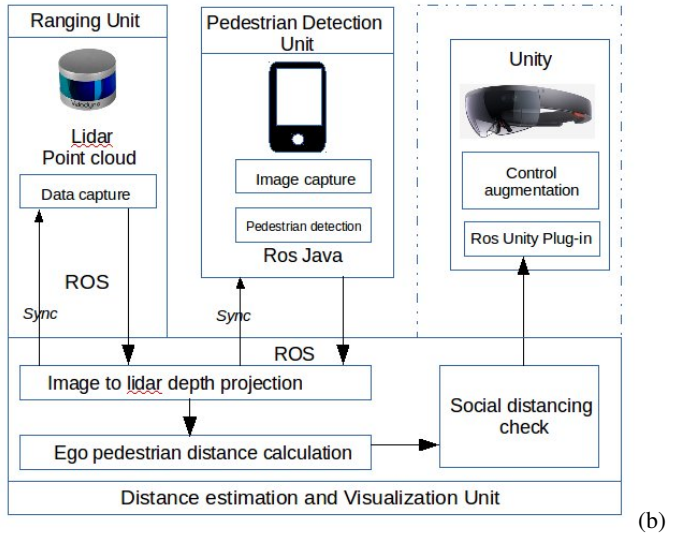 Ranging Unit
Velodyne
Lidar
Point cloud
Data capture
ROS
Sync
Pedestrian Detection
Unit
Image capture
Pedestrian detection
Ros Java
Sync
Unity
Control
augmentation
Ros Unity Plug-in
ROS
Image to lidar depth projection
Ego pedestrian distance calculation
Social distancing
check
Distance estimation and Visualization Unit
(b)